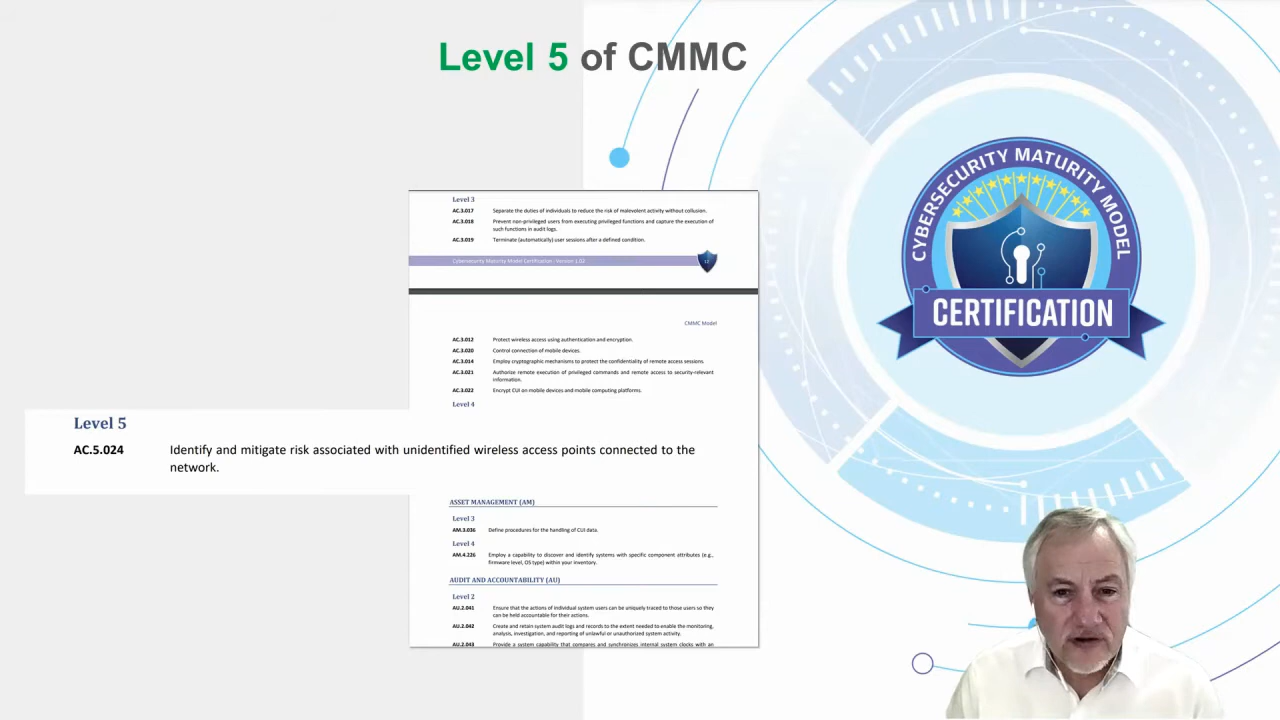 Level 5 of CMMC
Level 3
AC.3.017 Separate the duties of individuals to reduce the risk of malevolent activity without collusion.
AC.3.018 Prevent non-privileged users from executing privileged functions and capture the execution of
such functions in audit logs.
AC.3.019 Terminate (automatically) user sessions after a defined condition.
Cybersecurity Maturity Model Certification | Version 1.02
12
CMMC Model
AC.3.012 Protect wireless access using authentication and encryption.
AC.3.020 Control connection of mobile devices.
AC.3.014 Employ cryptographic mechanisms to protect the confidentiality of remote access sessions.
AC.3.021 Authorize remote execution of privileged commands and remote access to security-relevant
information.
AC.3.022 Encrypt CUI on mobile devices and mobile computing platforms.
Level 4
Level 5
AC.5.024 Identify and mitigate risk associated with unidentified wireless access points connected to the
network.
ASSET MANAGEMENT (AM)
Level 3
AM.3.036 Define procedures for the handling of CUI data.
Level 4
AM.4.226 Employ a capability to discover and identify systems with specific component attributes (e.g.,
firmware level, OS type) within your inventory.
AUDIT AND ACCOUNTABILITY (AU)
Level 2
AU.2.041 Ensure that the actions of individual system users can be uniquely traced to those users so they
can be held accountable for their actions.
AU.2.042 Create and retain system audit logs and records to the extent needed to enable the monitoring,
analysis, investigation, and reporting of unlawful or unauthorized system activity.
AU.2.043 Provide a system capability that compares and synchronizes internal system clocks with an
CYBERSECURITY MATURITY MODEL
CERTIFICATION